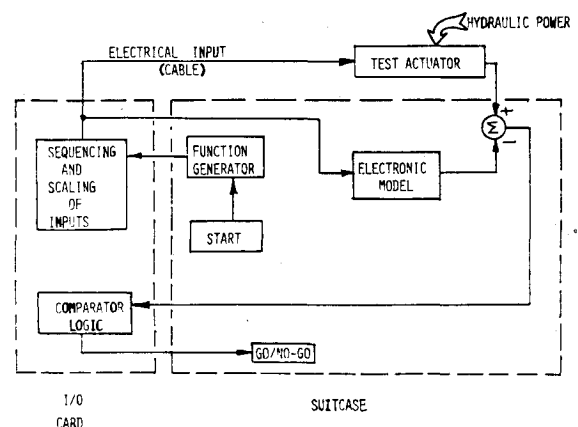 HYDRAULIC POWER
ELECTRICAL INPUT
(CABLE)
TEST ACTUATOR
+
Σ
−
SEQUENCING
AND
SCALING
OF
INPUTS
FUNCTION
GENERATOR
ELECTRONIC
MODEL
START
COMPARATOR
LOGIC
GO/NO-GO
I/O
CARD
SUITCASE